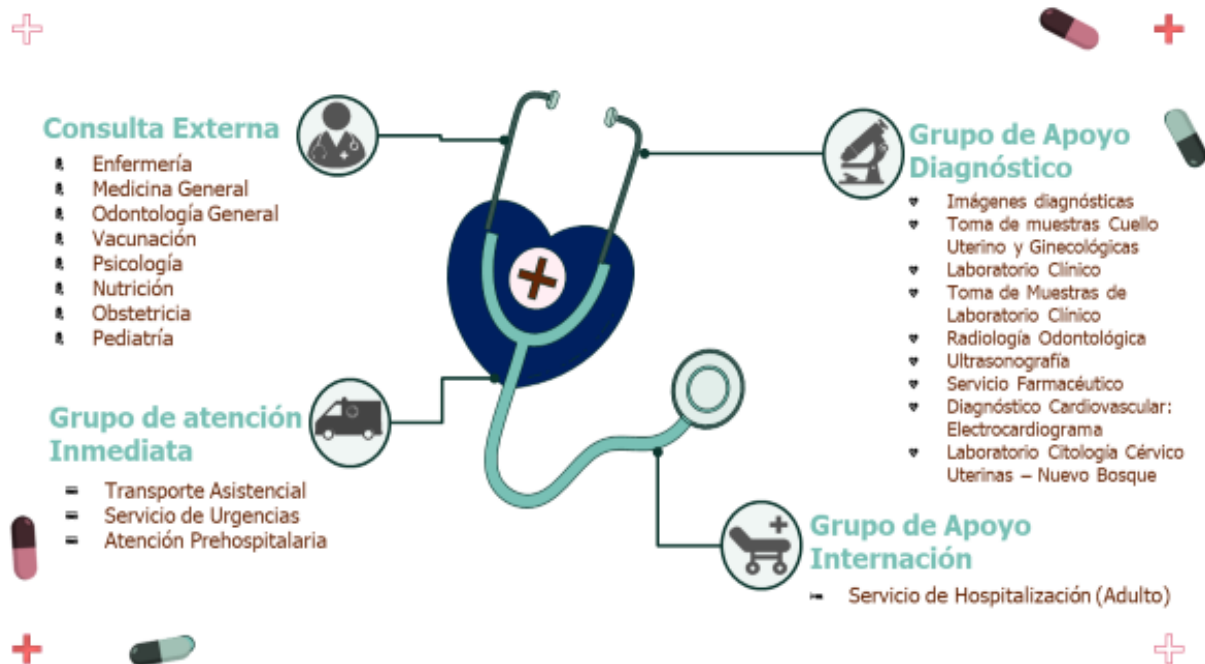 Consulta Externa
Enfermería
Medicina General
Odontología General
Vacunación
Psicología
Nutrición
Obstetricia
Pediatría
Grupo de atención
Inmediata
Transporte Asistencial
Servicio de Urgencias
Atención Prehospitalaria
Grupo de Apoyo
Diagnóstico
Imágenes diagnósticas
Toma de muestras Cuello
Uterino y Ginecológicas
Laboratorio Clínico
Toma de Muestras de
Laboratorio Clínico
Radiología Odontológica
Ultrasonografía
Servicio Farmacéutico
Diagnóstico Cardiovascular:
Electrocardiograma
Laboratorio Citología Cérvico
Uterinas – Nuevo Bosque
Grupo de Apoyo
Internación
Servicio de Hospitalización (Adulto)